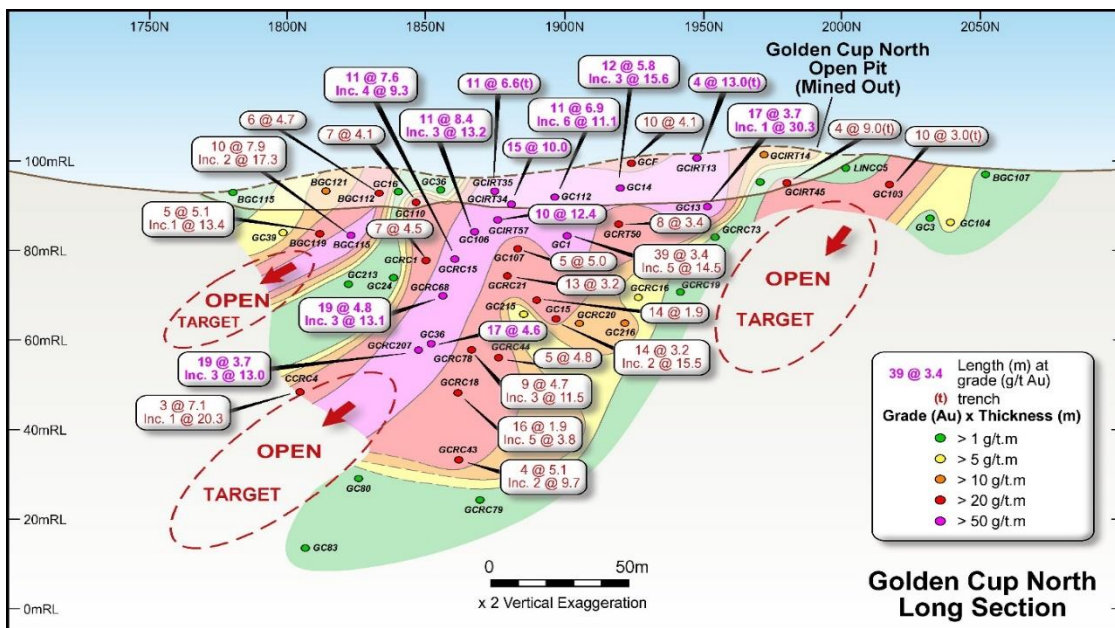 1750N
1800N
1850N
1900N
1950N
2000N
2050N
100mRL
80mRL
60mRL
40mRL
20mRL
0mRL
Golden Cup North
Open Pit
(Mined Out)
11 @ 7.6
Inc. 4 @ 9.3
11 @ 6.6(t)
12 @ 5.8
Inc. 3 @ 15.6
4 @ 13.0(t)
11 @ 8.4
Inc. 3 @ 13.2
11 @ 6.9
Inc. 6 @ 11.1
17 @ 3.7
Inc. 1 @ 30.3
6 @ 4.7
7 @ 4.1
15 @ 10.0
10 @ 4.1
4 @ 9.0(t)
10 @ 3.0(t)
10 @ 7.9
Inc. 2 @ 17.3
5 @ 5.1
Inc.1 @ 13.4
7 @ 4.5
10 @ 12.4
8 @ 3.4
39 @ 3.4
Inc. 5 @ 14.5
5 @ 5.0
13 @ 3.2
14 @ 1.9
19 @ 4.8
Inc. 3 @ 13.1
17 @ 4.6
14 @ 3.2
Inc. 2 @ 15.5
19 @ 3.7
Inc. 3 @ 13.0
5 @ 4.8
9 @ 4.7
Inc. 3 @ 11.5
3 @ 7.1
Inc. 1 @ 20.3
16 @ 1.9
Inc. 5 @ 3.8
4 @ 5.1
Inc. 2 @ 9.7
BGC115
BGC121
GC16
BGC112
GC36
GC110
GCIRT35
GCIRT34
GC112
GC14
GCF
GCIRT13
GCIRT14
GCIRT45
LINCC5
GC103
BGC107
GC39
BGC119
BGC115
GC106
GCIRT57
GC1
GCRT50
GC13
GCRC73
GC3
GC104
GCRC1
GCRC15
GC107
GC213
GC24
GCRC68
GCRC21
GCRC16
GCRC19
GC215
GC15
GCRC20
GC216
GC36
GCRC207
GCRC78
GCRC44
CCRC4
GCRC18
GCRC43
GC80
GCRC79
GC83
OPEN
TARGET
OPEN
TARGET
OPEN
TARGET
39 @ 3.4 Length (m) at
grade (g/t Au)
(t) trench
Grade (Au) x Thickness (m)
> 1 g/t.m
> 5 g/t.m
> 10 g/t.m
> 20 g/t.m
> 50 g/t.m
0 50m
x 2 Vertical Exaggeration
Golden Cup North
Long Section